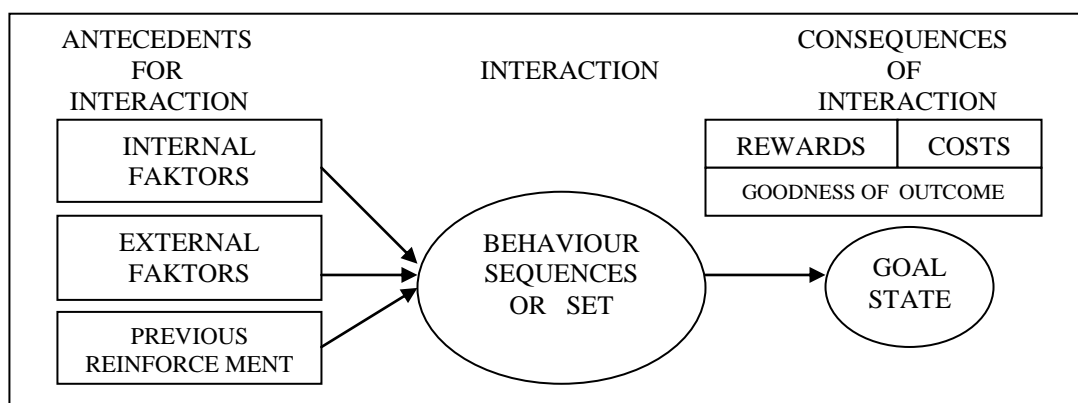 ANTECEDENTS
FOR
INTERACTION
INTERNAL
FAKTORS
EXTERNAL
FAKTORS
PREVIOUS
REINFORCE MENT
INTERACTION
BEHAVIOUR
SEQUENCES
OR SET
CONSEQUENCES
OF
INTERACTION
REWARDS
COSTS
GOODNESS OF OUTCOME
GOAL
STATE